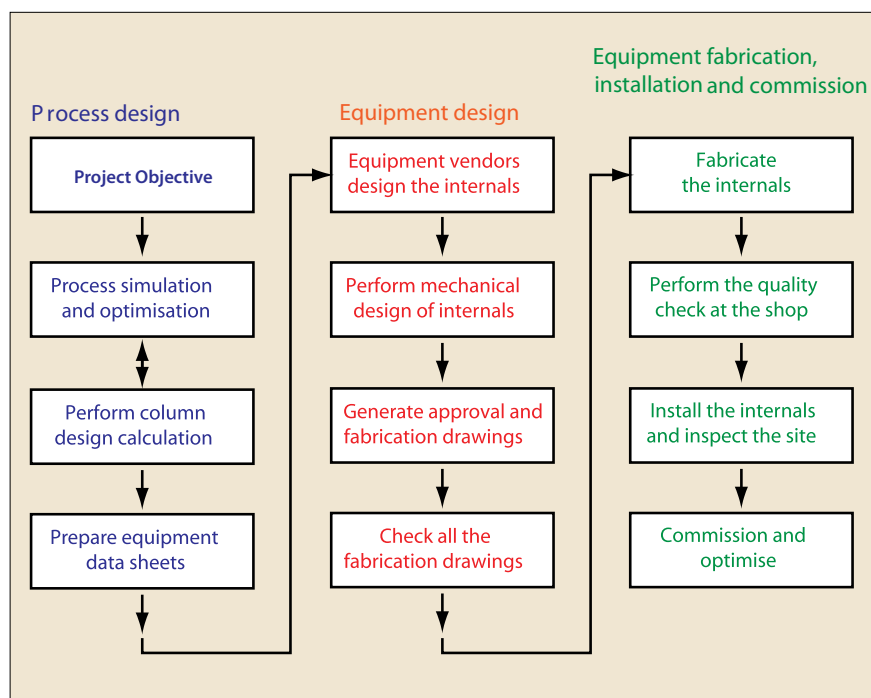 Process design
Project Objective
Process simulation
and optimisation
Perform column
design calculation
Prepare equipment
data sheets
Equipment design
Equipment vendors
design the internals
Perform mechanical
design of internals
Generate approval and
fabrication drawings
Check all the
fabrication drawings
Equipment fabrication,
installation and commission
Fabricate
the internals
Perform the quality
check at the shop
Install the internals
and inspect the site
Commission and
optimise